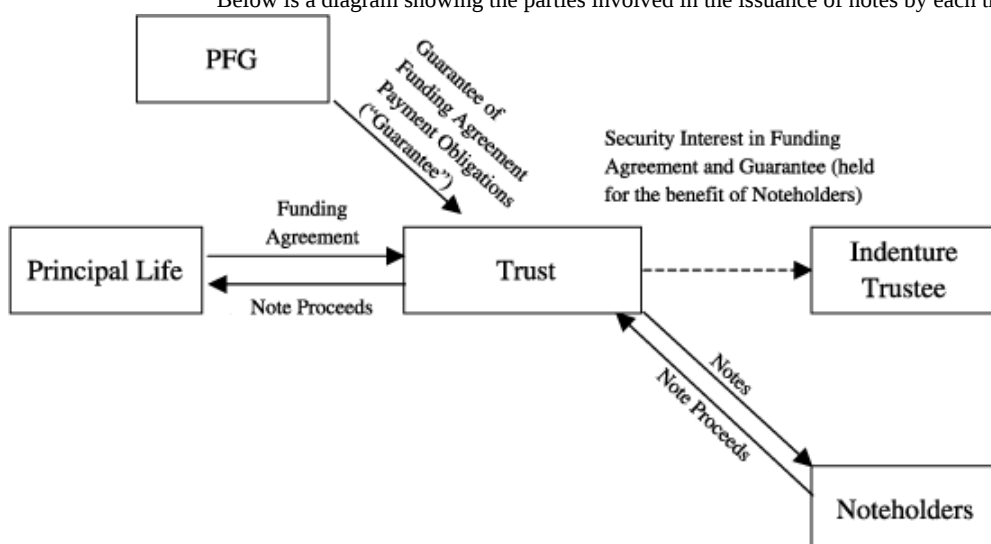 Below is a diagram showing the parties involved in the issuance of notes by each
PFG
Guarantee of
Funding Agreement
Payment Obligations
("Guarantee")
Security Interest in Funding
Agreement and Guarantee (held
for the benefit of Noteholders)
Funding
Agreement
Principal Life
Trust
Indenture
Trustee
Note Proceeds
Notes
Note Proceeds
Noteholders